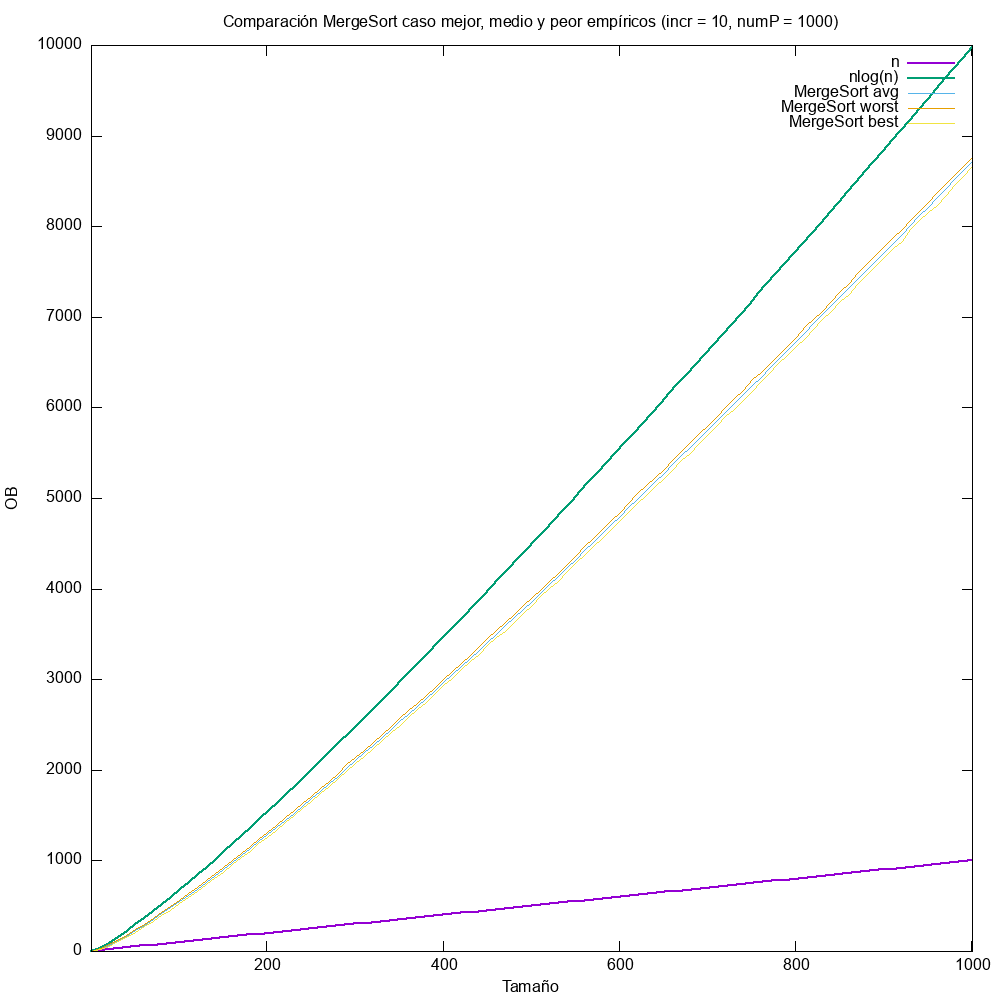 Comparación MergeSort caso mejor, medio y peor empíricos (incr = 10, numP = 1000)
n
nlog(n)
MergeSort avg
MergeSort worst
MergeSort best
10000
9000
8000
7000
6000
5000
4000
3000
2000
1000
0
OB
200 400 600 800 1000
Tamaño